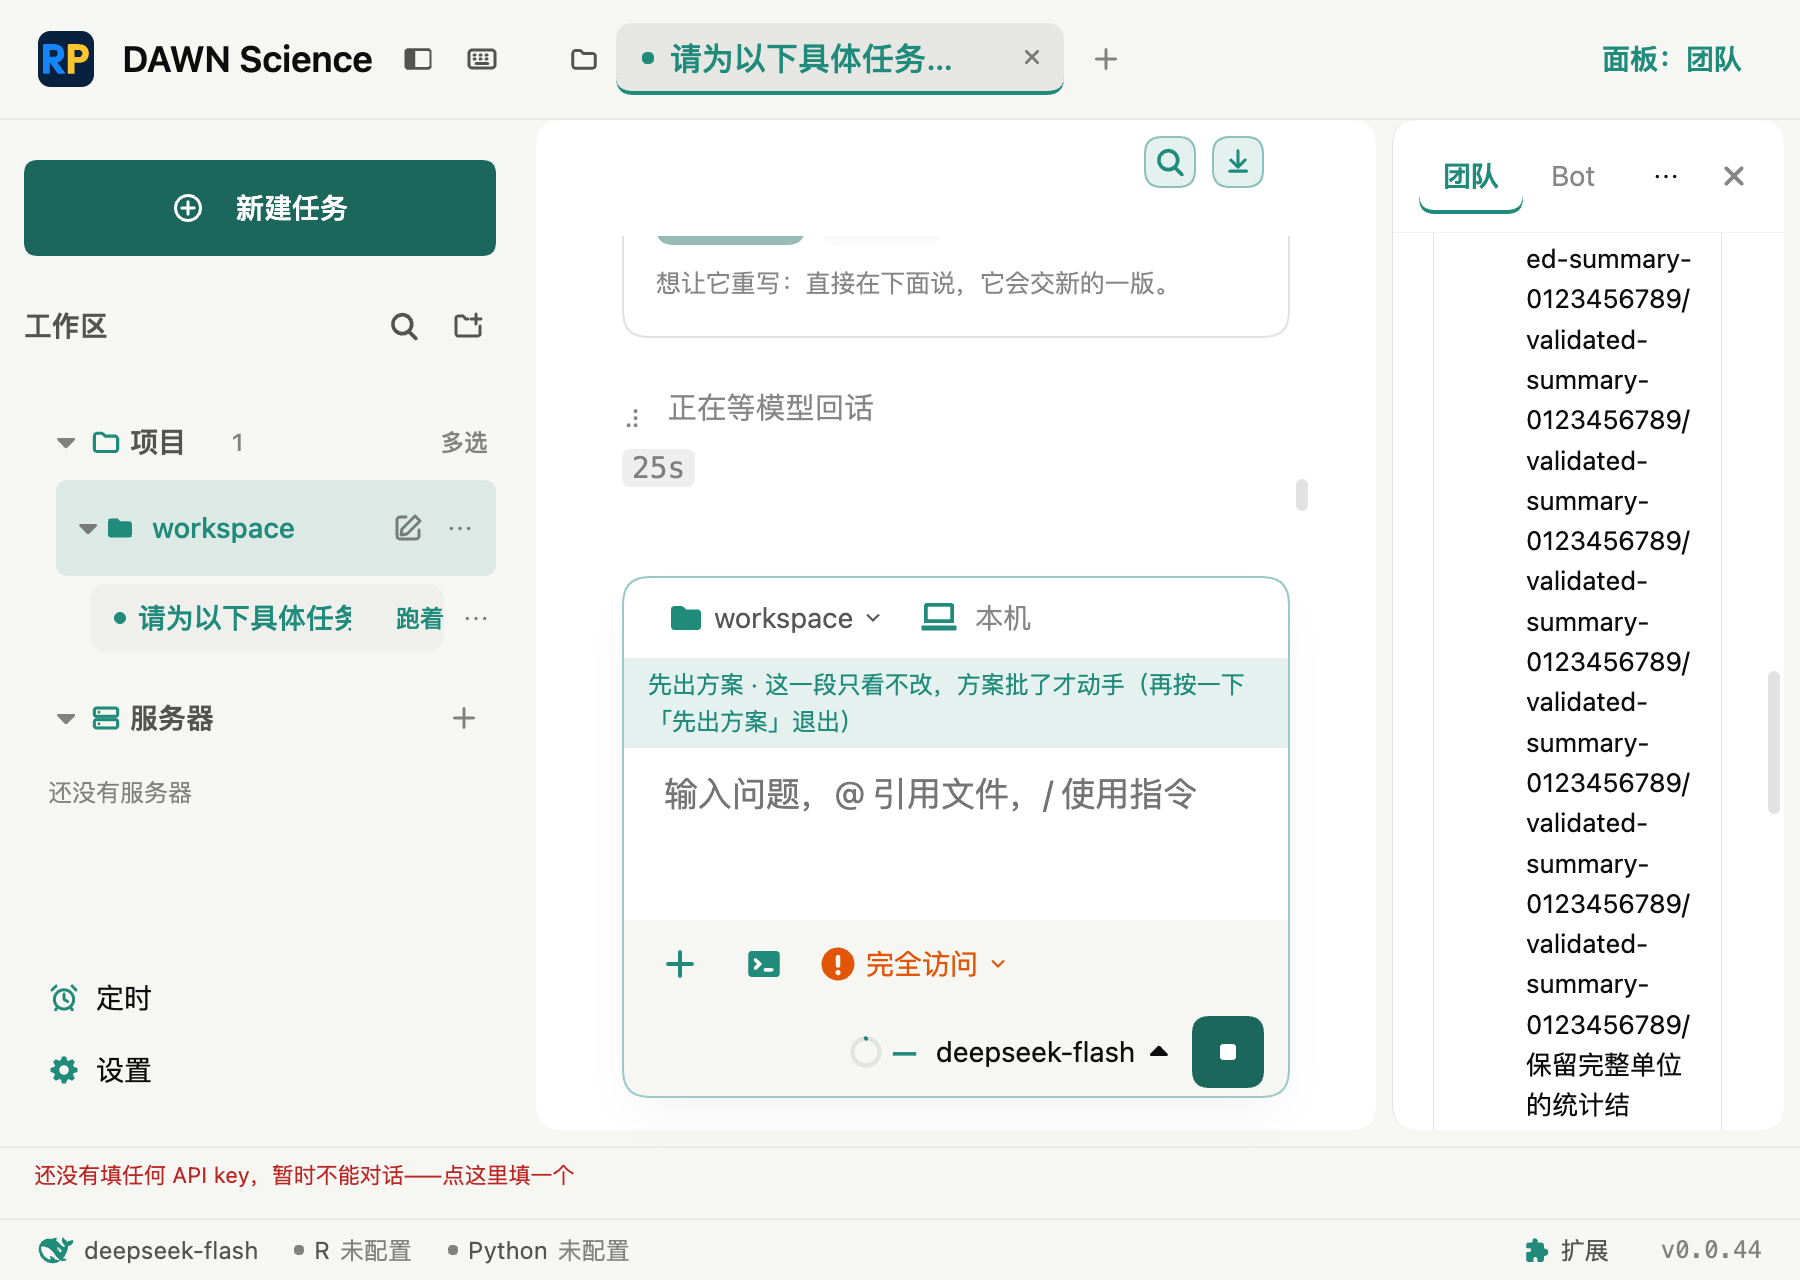 RP DAWN Science
请为以下具体任务...
面板：团队
新建任务
工作区
项目 1 多选
workspace
请为以下具体任务 跑着
服务器
还没有服务器
定时
设置
想让它重写：直接在下面说，它会交新的一版。
正在等模型回话
25s
workspace 本机
先出方案 · 这一段只看不改，方案批了才动手（再按一下
「先出方案」退出）
输入问题，@ 引用文件，/ 使用指令
完全访问
deepseek-flash
团队 Bot
ed-summary-
0123456789/
validated-
summary-
0123456789/
validated-
summary-
0123456789/
validated-
summary-
0123456789/
validated-
summary-
0123456789/
validated-
summary-
0123456789/
validated-
summary-
0123456789/
保留完整单位
的统计结
还没有填任何 API key，暂时不能对话——点这里填一个
deepseek-flash R 未配置 Python 未配置
扩展 v0.0.44